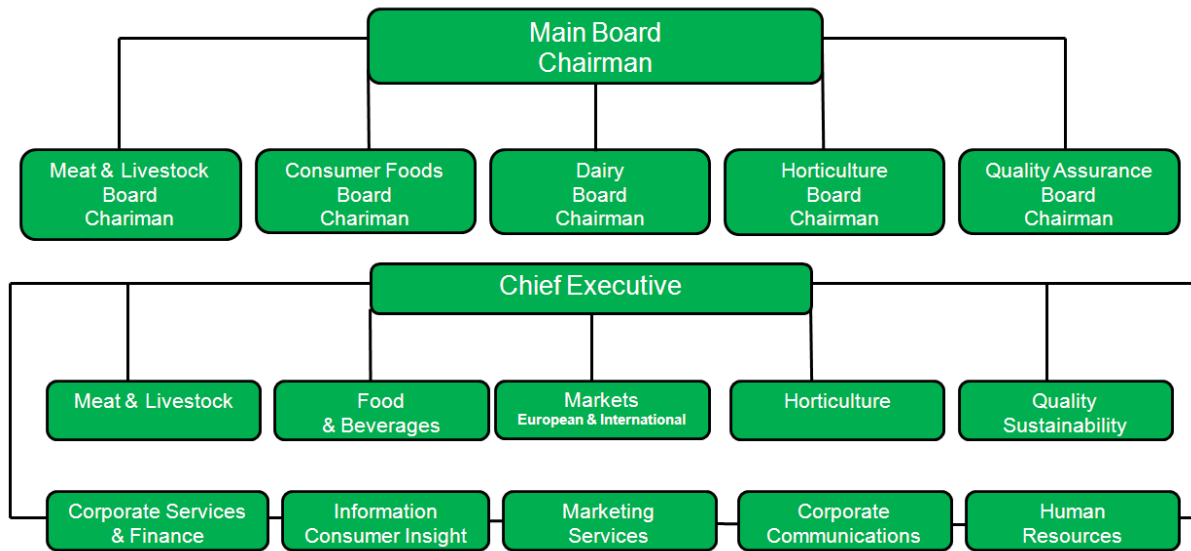 Main Board
Chairman
Meat & Livestock
Board
Chariman
Consumer Foods
Board
Chariman
Dairy
Board
Chairman
Horticulture
Board
Chairman
Quality Assurance
Board
Chairman
Chief Executive
Meat & Livestock
Food
& Beverages
Markets
European & International
Horticulture
Quality
Sustainability
Corporate Services
& Finance
Information
Consumer Insight
Marketing
Services
Corporate
Communications
Human
Resources